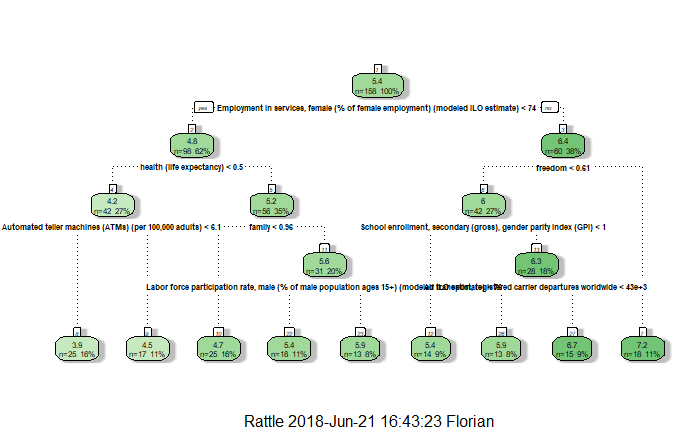 1
5.4
n=158 100%
yes Employment in services, female (% of female employment) (modeled ILO estimate) < 74 no
2 3
4.8 6.4
n=98 62% n=60 38%
health (life expectancy) < 0.5 freedom < 0.61
4 5 6
4.2 5.2 6
n=42 27% n=56 35% n=42 27%
Automated teller machines (ATMs) (per 100,000 adults) < 6.1 family < 0.96 School enrollment, secondary (gross), gender parity index (GPI) < 1
11 13
5.6 6.3
n=31 20% n=28 18%
Labor force participation rate, male (% of male population ages 15+) (modeled ILO estimate) < 76 registered carrier departures worldwide < 43e+3
8 9 10 22 23 12 26 27 7
3.9 4.5 4.7 5.4 5.9 5.4 5.9 6.7 7.2
n=25 16% n=17 11% n=25 16% n=18 11% n=13 8% n=14 9% n=13 8% n=15 9% n=18 11%
Rattle 2018-Jun-21 16:43:23 Florian